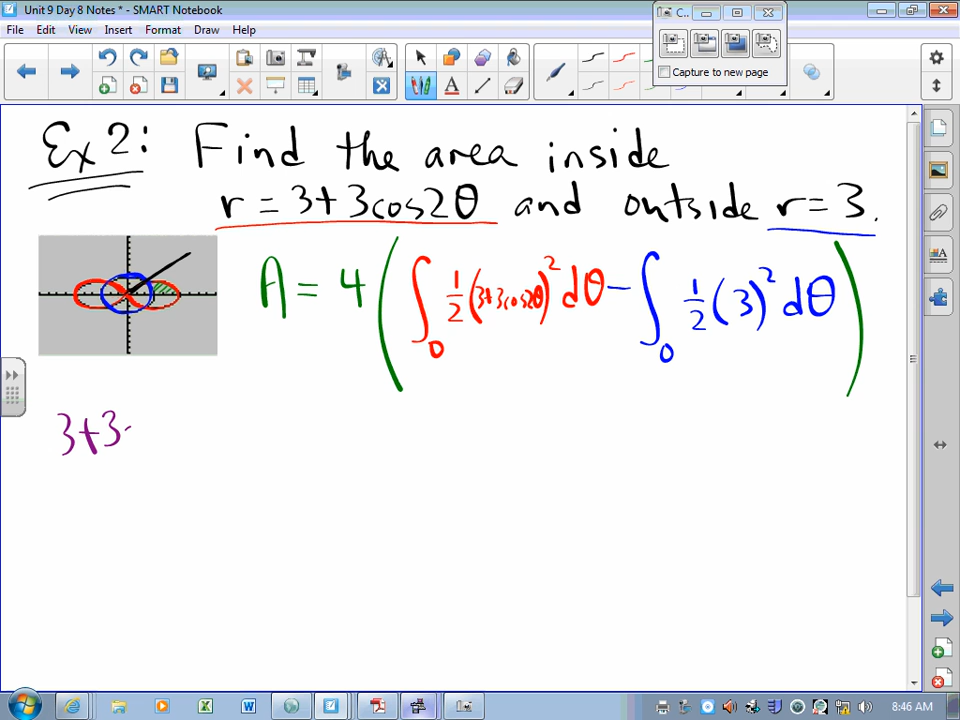 Unit 9 Day 8 Notes * - SMART Notebook
C...
File Edit View Insert Format Draw Help
Capture to new page
Ex 2: Find the area inside
r = 3 + 3cos2θ and outside r = 3.
A = 4 ( ∫₀ 1/2 (3+3cos2θ)² dθ − ∫₀ 1/2 (3)² dθ )
3+3
8:46 AM